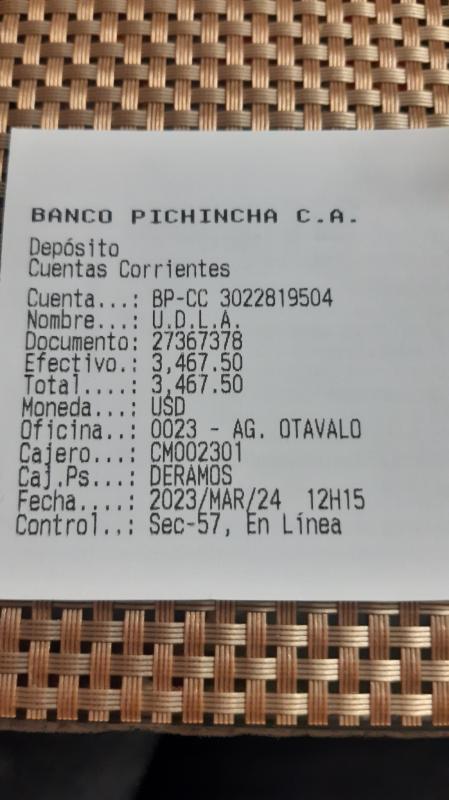 BANCO PICHINCHA C.A.
Depósito
Cuentas Corrientes
Cuenta...: BP-CC 3022819504
Nombre...: U.D.L.A.
Documento: 27367378
Efectivo.: 3,467.50
Total....: 3,467.50
Moneda...: USD
Oficina..: 0023 - AG. OTAVALO
Cajero...: CM002301
Caj.Ps...: DERAMOS
Fecha....: 2023/MAR/24 12H15
Control..: Sec-57, En Línea